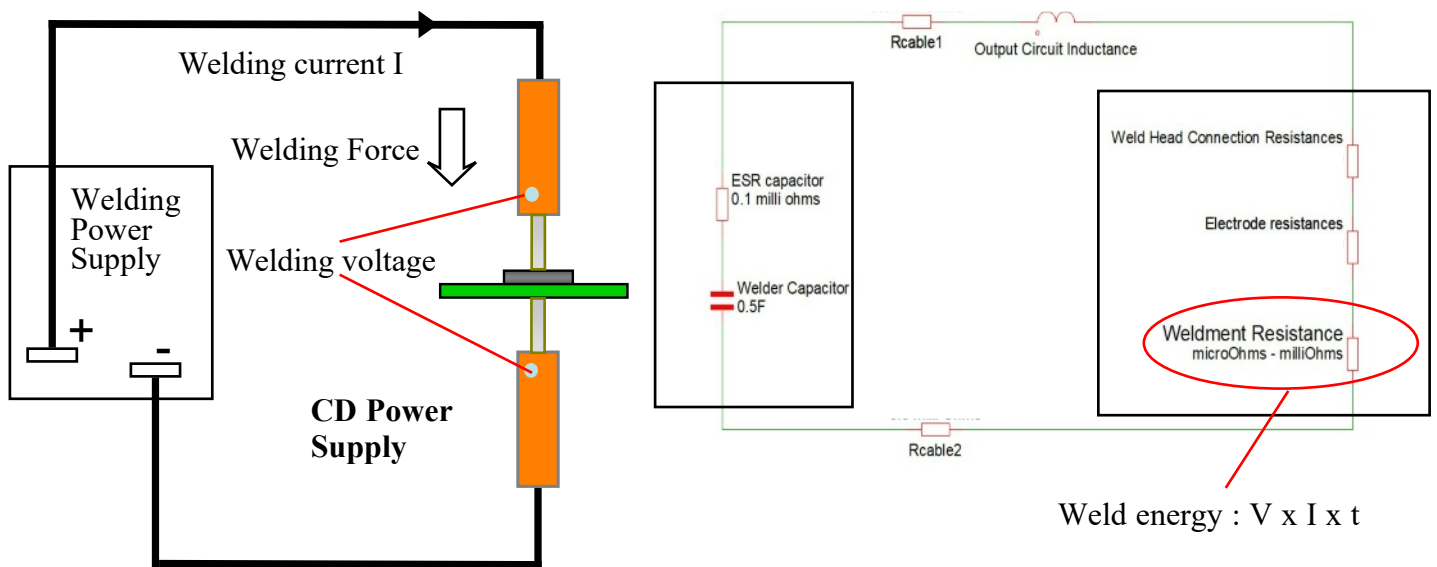 Welding current I
Welding Force
Welding
Power
Supply
Welding voltage
+
-
CD Power
Supply
Rcable1
Output Circuit Inductance
ESR capacitor
0.1 milli ohms
Welder Capacitor
0.5F
Weld Head Connection Resistances
Electrode resistances
Weldment Resistance
microOhms - milliOhms
Rcable2
Weld energy : V x I x t